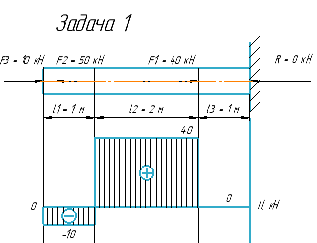 Задача 1
F3 = 10 кН F2 = 50 кН F1 = 40 кН R = 0 кН
l1 = 1 м l2 = 2 м l3 = 1 м
40
+
0 0 П, кН
-10